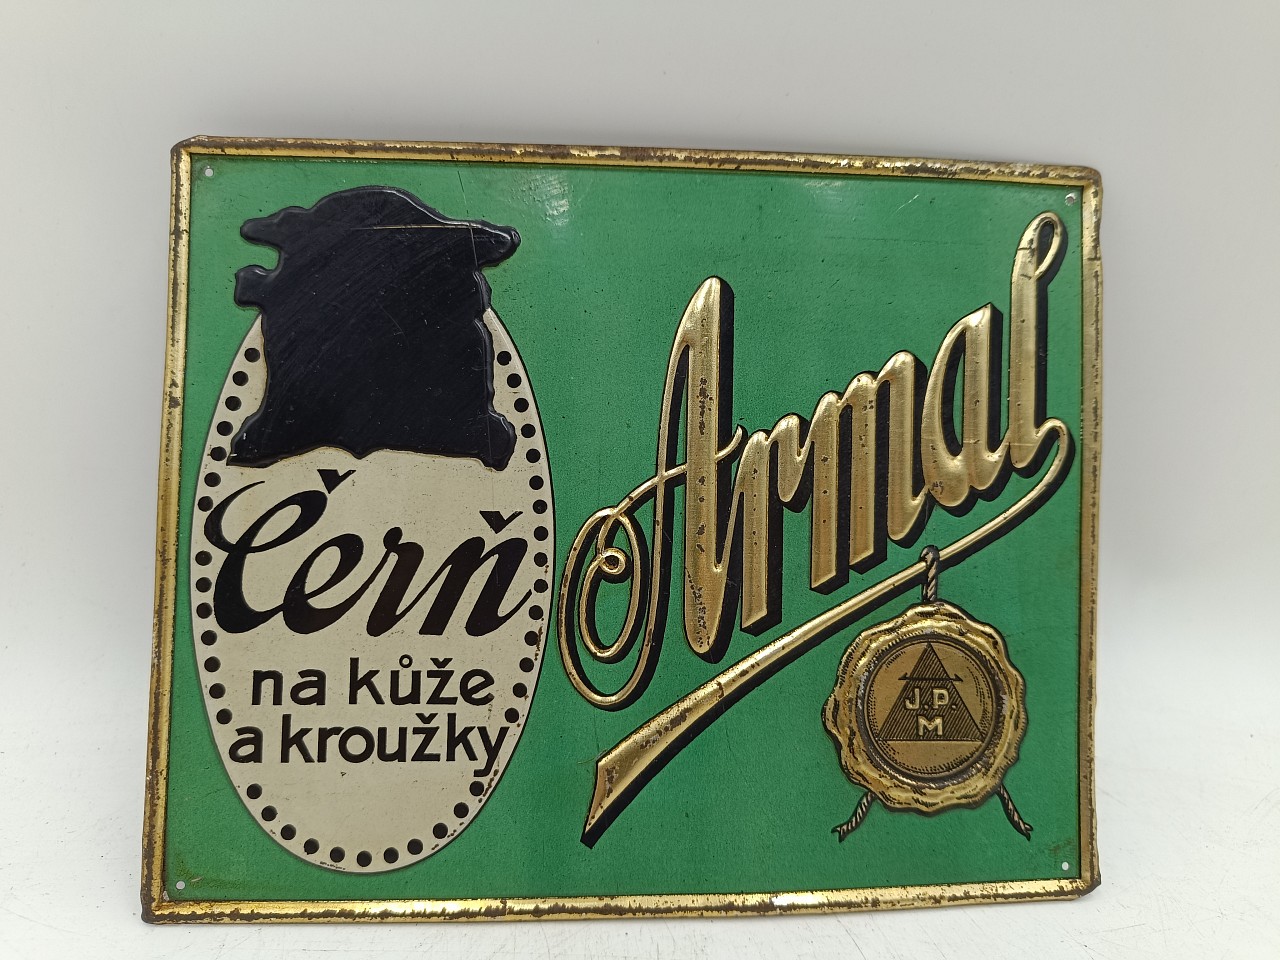 Čerň
na kůže
a kroužky
Armal
J.P.
M